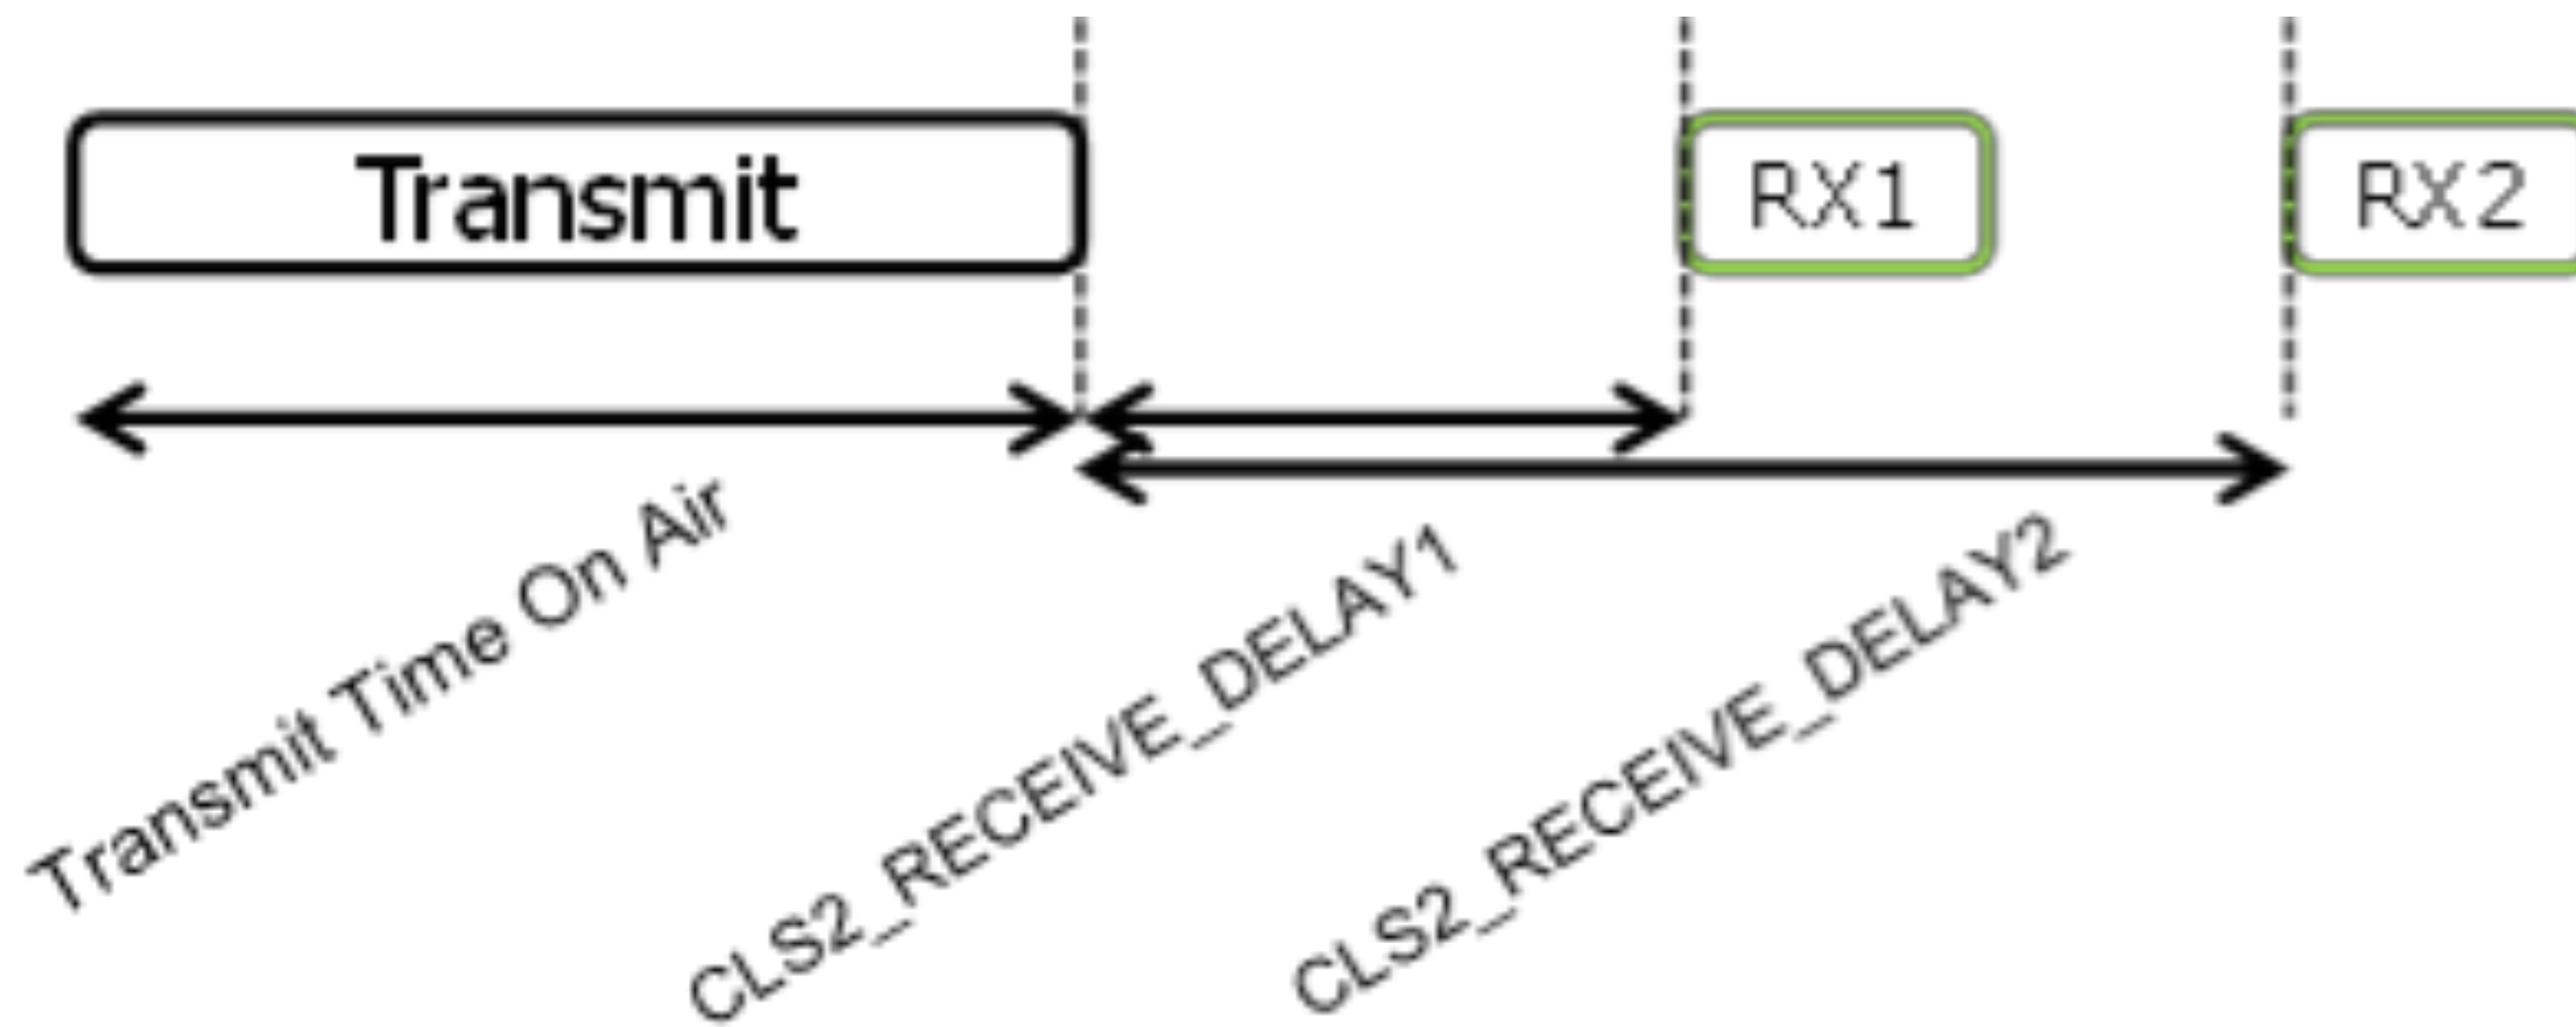 Transmit
RX1
RX2
Transmit Time On Air
CLS2_RECEIVE_DELAY1
CLS2_RECEIVE_DELAY2